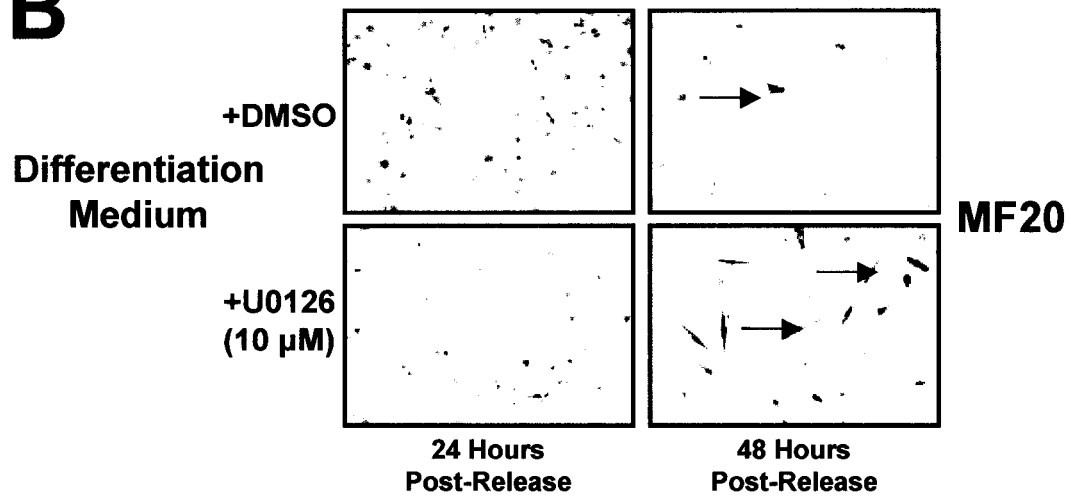 B
+DMSO
Differentiation
Medium
MF20
+U0126
(10 µM)
24 Hours
Post-Release
48 Hours
Post-Release